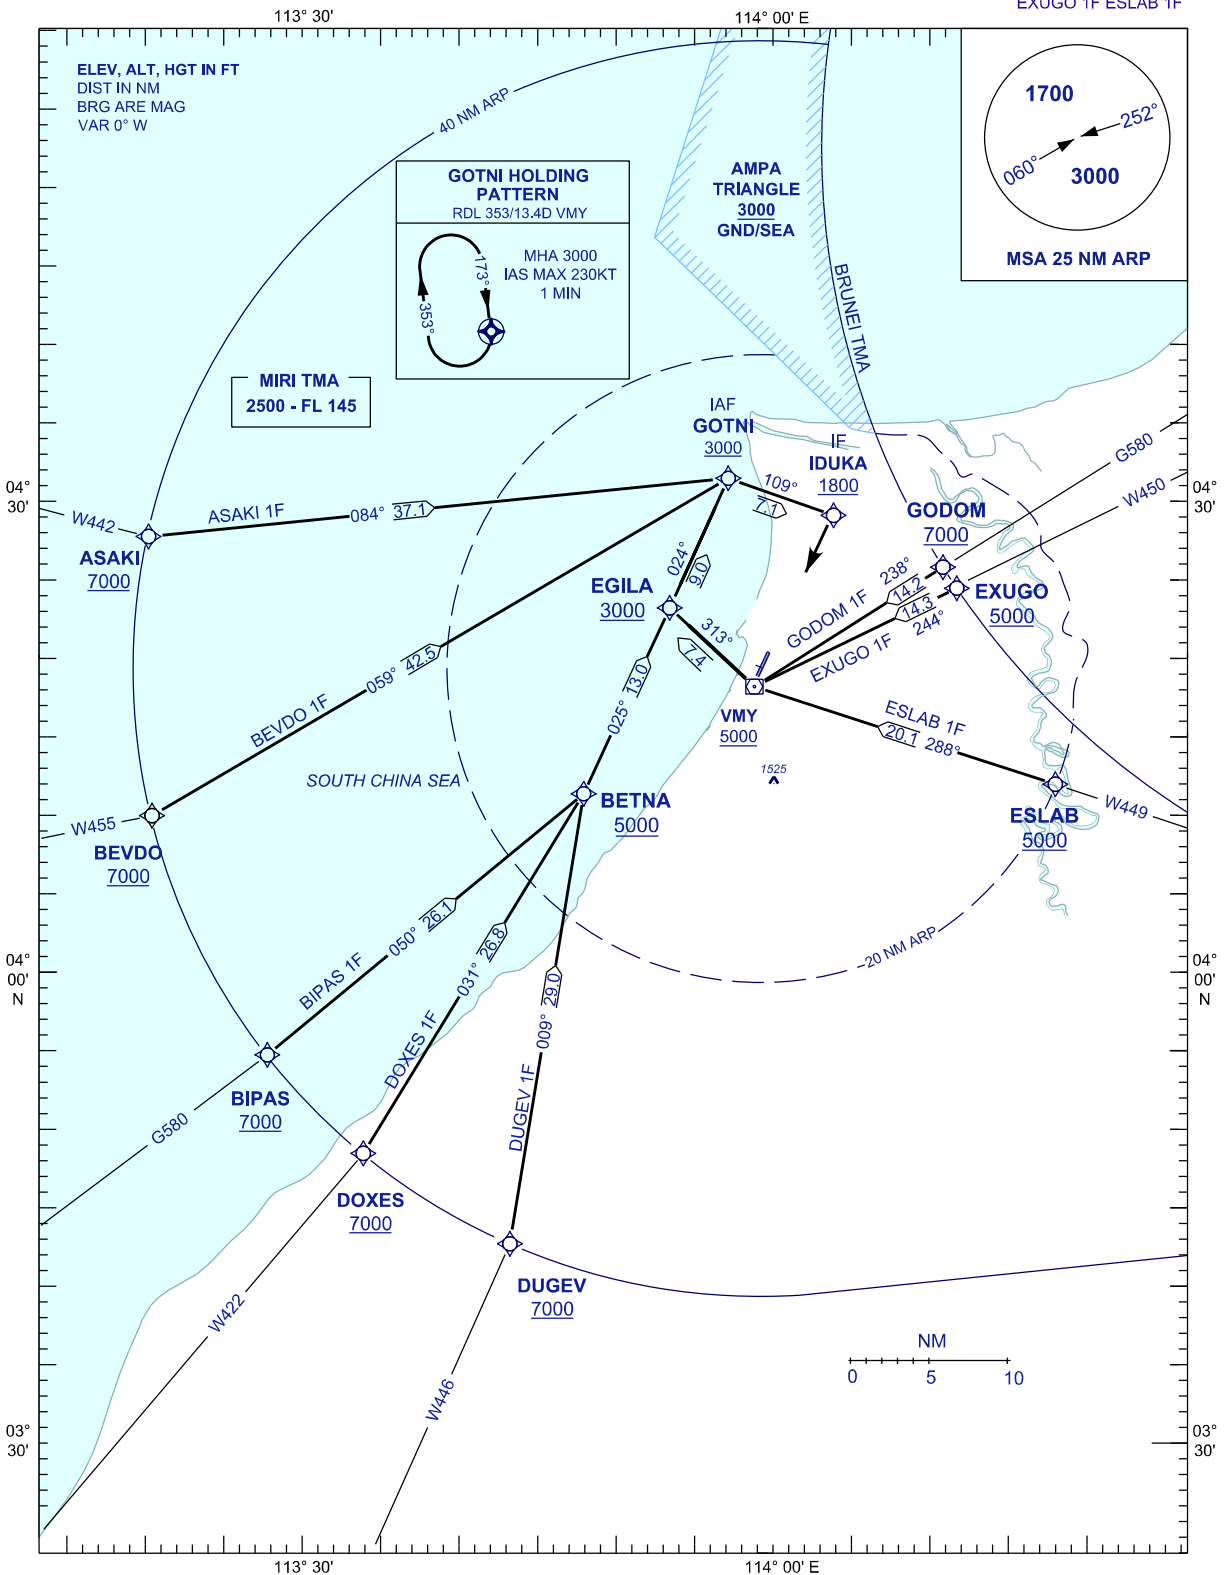 EXUGO 1F ESLAB 1F
113° 30'
114° 00' E
ELEV, ALT, HGT IN FT
DIST IN NM
BRG ARE MAG
VAR 0° W
40 NM ARP
1700
252°
060°
3000
MSA 25 NM ARP
GOTNI HOLDING
PATTERN
RDL 353/13.4D VMY
MHA 3000
IAS MAX 230KT
1 MIN
173°
353°
AMPA
TRIANGLE
3000
GND/SEA
BRUNEI TMA
MIRI TMA
2500 - FL 145
IAF
GOTNI
3000
IF
IDUKA
1800
109°
7.1
G580
W450
04°
30'
04°
30'
W442
ASAKI
7000
ASAKI 1F
084° 37.1
GODOM
7000
EXUGO
5000
238°
14.2
GODOM 1F
14.3
244°
EXUGO 1F
EGILA
3000
024°
9.0
313°
7.4
VMY
5000
1525
ESLAB 1F
20.1 288°
ESLAB
5000
W449
BEVDO 1F
059° 42.5
025° 13.0
SOUTH CHINA SEA
BETNA
5000
W455
BEVDO
7000
BIPAS 1F
050° 26.1
DOXES 1F
031° 26.8
DUGEV 1F
009° 29.0
20 NM ARP
04°
00'
N
04°
00'
N
BIPAS
7000
G580
DOXES
7000
DUGEV
7000
W422
W446
NM
0 5 10
03°
30'
03°
30'
113° 30'
114° 00' E